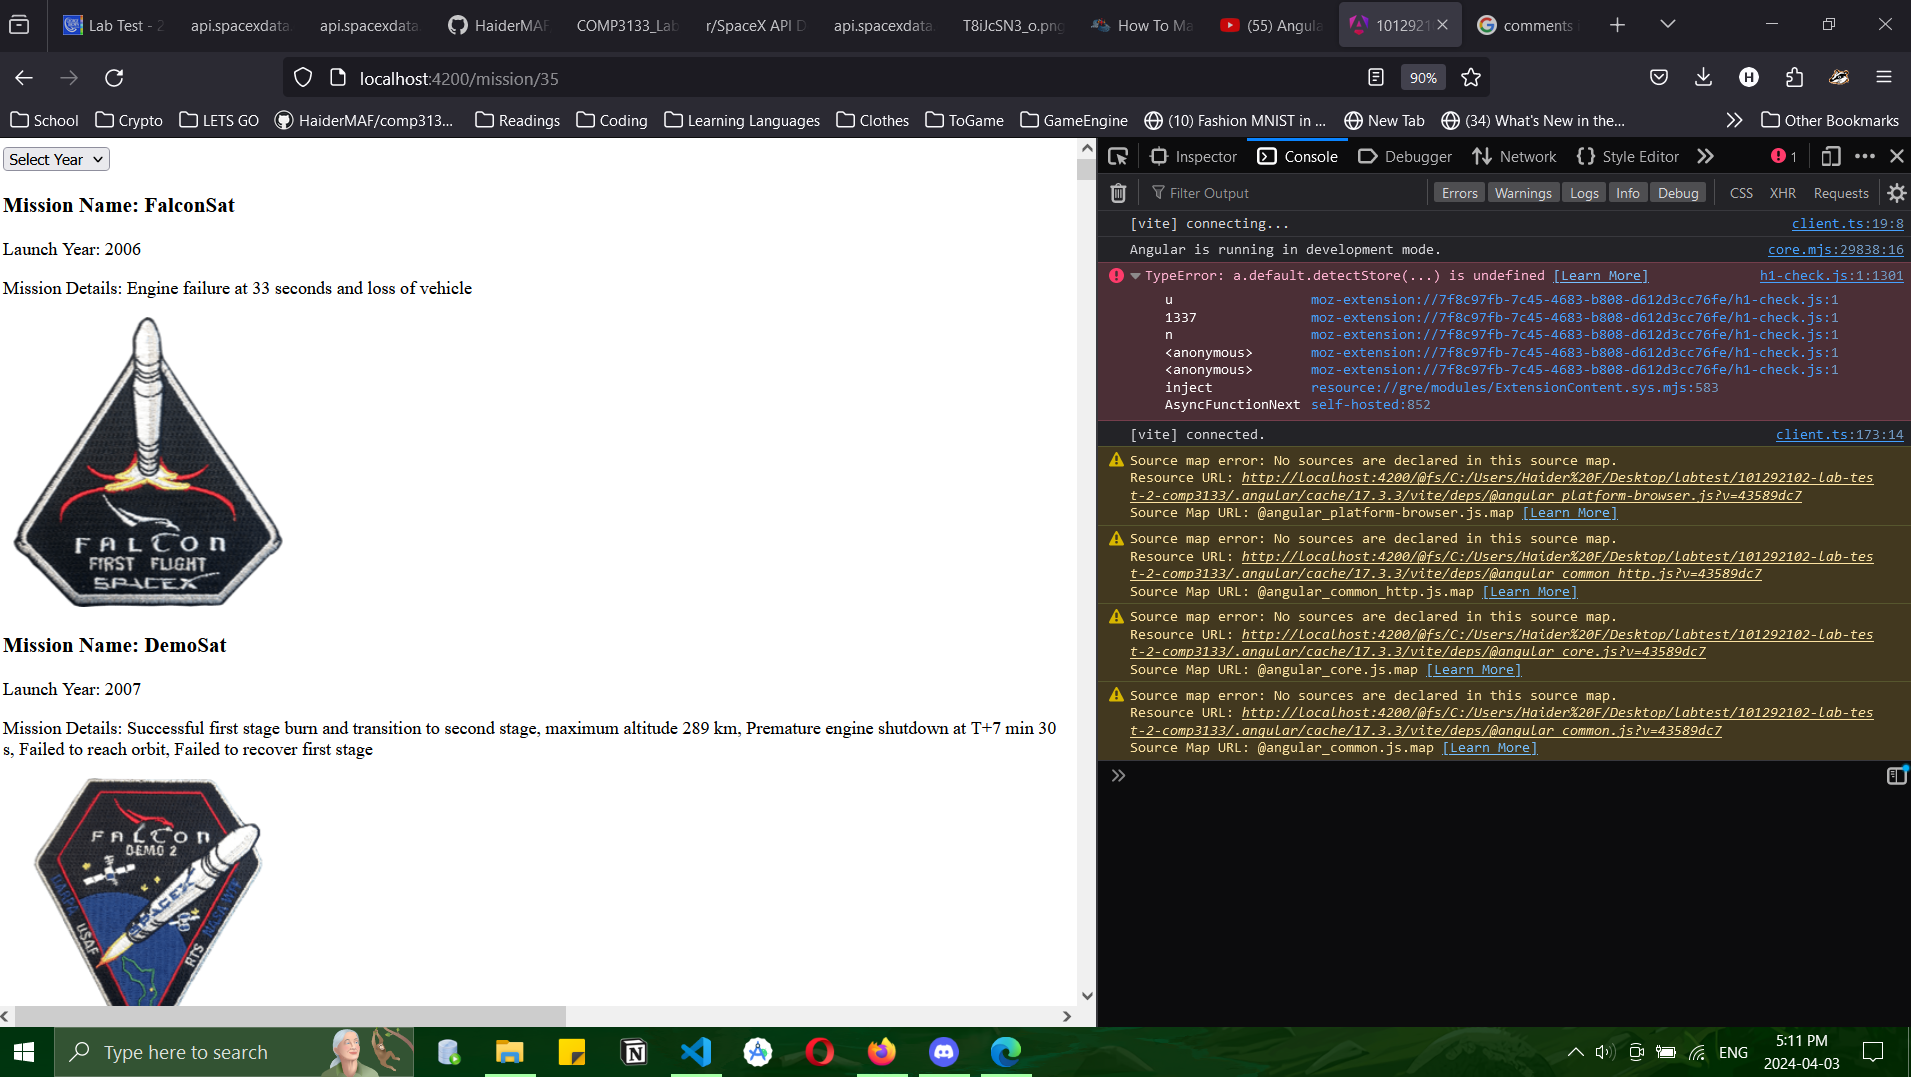 Lab Test - 2
api.spacexdata.
api.spacexdata.
HaiderMAF
COMP3133_Lab
r/SpaceX API D
api.spacexdata.
T8iJcSN3_o.png
How To Ma
(55) Angula
1012921
comments i
localhost:4200/mission/35
90%
H
School
Crypto
LETS GO
HaiderMAF/comp313...
Readings
Coding
Learning Languages
Clothes
ToGame
GameEngine
(10) Fashion MNIST in ...
New Tab
(34) What's New in the...
Other Bookmarks
Select Year
Mission Name: FalconSat
Launch Year: 2006
Mission Details: Engine failure at 33 seconds and loss of vehicle
FALCON
FIRST FLIGHT
SPACEX
Mission Name: DemoSat
Launch Year: 2007
Mission Details: Successful first stage burn and transition to second stage, maximum altitude 289 km, Premature engine shutdown at T+7 min 30
s, Failed to reach orbit, Failed to recover first stage
FALCON
DEMO 2
SPACEX
DARPA
USAF
RTS
NASA WFF
Inspector
Console
Debugger
Network
Style Editor
1
Filter Output
Errors
Warnings
Logs
Info
Debug
CSS
XHR
Requests
[vite] connecting... client.ts:19:8
Angular is running in development mode. core.mjs:29838:16
TypeError: a.default.detectStore(...) is undefined [Learn More] h1-check.js:1:1301
u moz-extension://7f8c97fb-7c45-4683-b808-d612d3cc76fe/h1-check.js:1
1337 moz-extension://7f8c97fb-7c45-4683-b808-d612d3cc76fe/h1-check.js:1
n moz-extension://7f8c97fb-7c45-4683-b808-d612d3cc76fe/h1-check.js:1
<anonymous> moz-extension://7f8c97fb-7c45-4683-b808-d612d3cc76fe/h1-check.js:1
<anonymous> moz-extension://7f8c97fb-7c45-4683-b808-d612d3cc76fe/h1-check.js:1
inject resource://gre/modules/ExtensionContent.sys.mjs:583
AsyncFunctionNext self-hosted:852
[vite] connected. client.ts:173:14
Source map error: No sources are declared in this source map.
Resource URL: http://localhost:4200/@fs/C:/Users/Haider%20F/Desktop/labtest/101292102-lab-tes
t-2-comp3133/.angular/cache/17.3.3/vite/deps/@angular_platform-browser.js?v=43589dc7
Source Map URL: @angular_platform-browser.js.map [Learn More]
Source map error: No sources are declared in this source map.
Resource URL: http://localhost:4200/@fs/C:/Users/Haider%20F/Desktop/labtest/101292102-lab-tes
t-2-comp3133/.angular/cache/17.3.3/vite/deps/@angular_common_http.js?v=43589dc7
Source Map URL: @angular_common_http.js.map [Learn More]
Source map error: No sources are declared in this source map.
Resource URL: http://localhost:4200/@fs/C:/Users/Haider%20F/Desktop/labtest/101292102-lab-tes
t-2-comp3133/.angular/cache/17.3.3/vite/deps/@angular_core.js?v=43589dc7
Source Map URL: @angular_core.js.map [Learn More]
Source map error: No sources are declared in this source map.
Resource URL: http://localhost:4200/@fs/C:/Users/Haider%20F/Desktop/labtest/101292102-lab-tes
t-2-comp3133/.angular/cache/17.3.3/vite/deps/@angular_common.js?v=43589dc7
Source Map URL: @angular_common.js.map [Learn More]
Type here to search
ENG
5:11 PM
2024-04-03